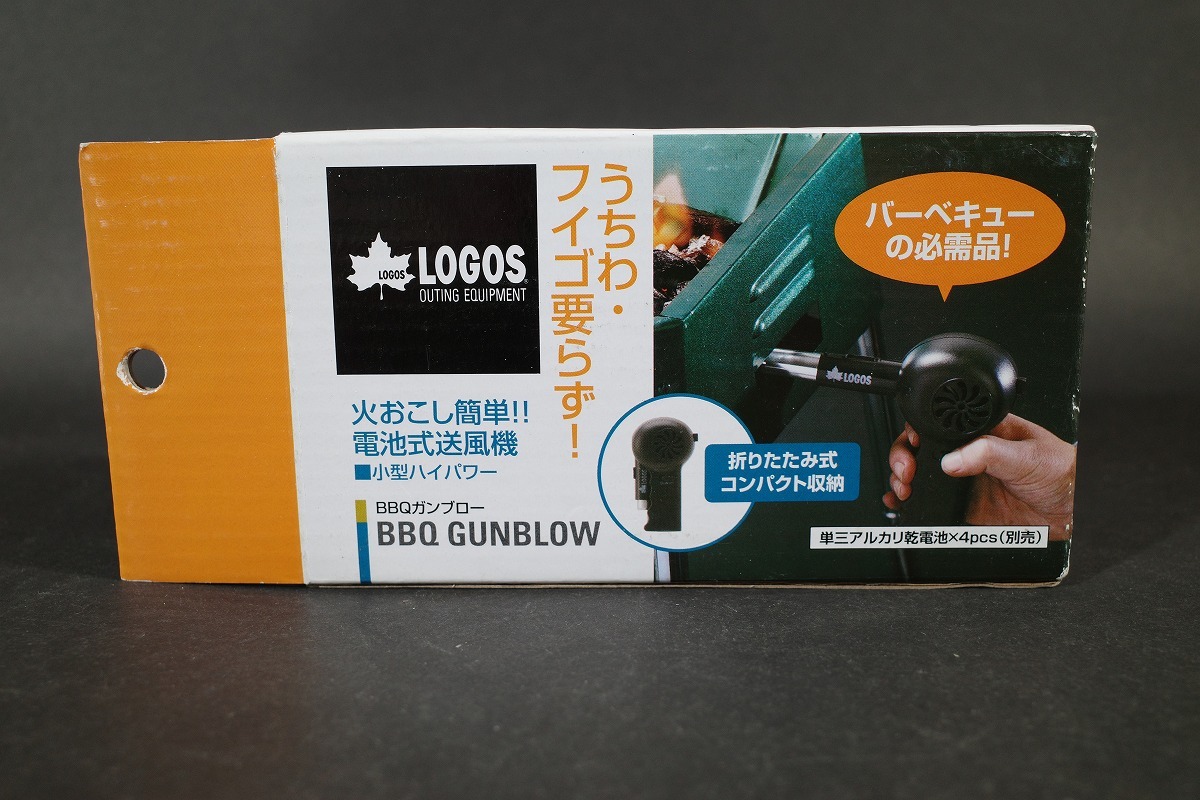 LOGOS
LOGOS
OUTING EQUIPMENT
うちわ・
フイゴ要らず!
火おこし簡単!!
電池式送風機
■小型ハイパワー
BBQガンブロー
BBQ GUNBLOW
バーベキュー
の必需品!
LOGOS
折りたたみ式
コンパクト収納
単三アルカリ乾電池×4pcs(別売)